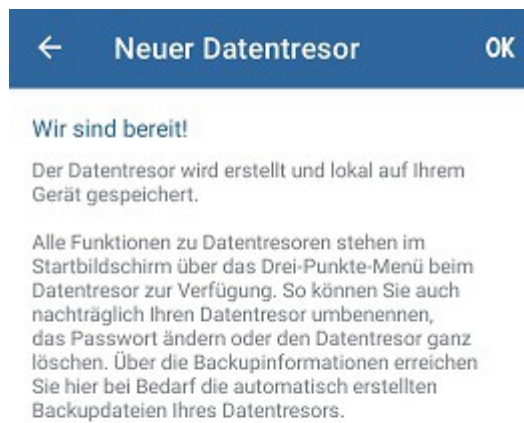 ← Neuer Datentresor OK
Wir sind bereit!
Der Datentresor wird erstellt und lokal auf Ihrem
Gerät gespeichert.
Alle Funktionen zu Datentresoren stehen im
Startbildschirm über das Drei-Punkte-Menü beim
Datentresor zur Verfügung. So können Sie auch
nachträglich Ihren Datentresor umbenennen,
das Passwort ändern oder den Datentresor ganz
löschen. Über die Backupinformationen erreichen
Sie hier bei Bedarf die automatisch erstellten
Backupdateien Ihres Datentresors.